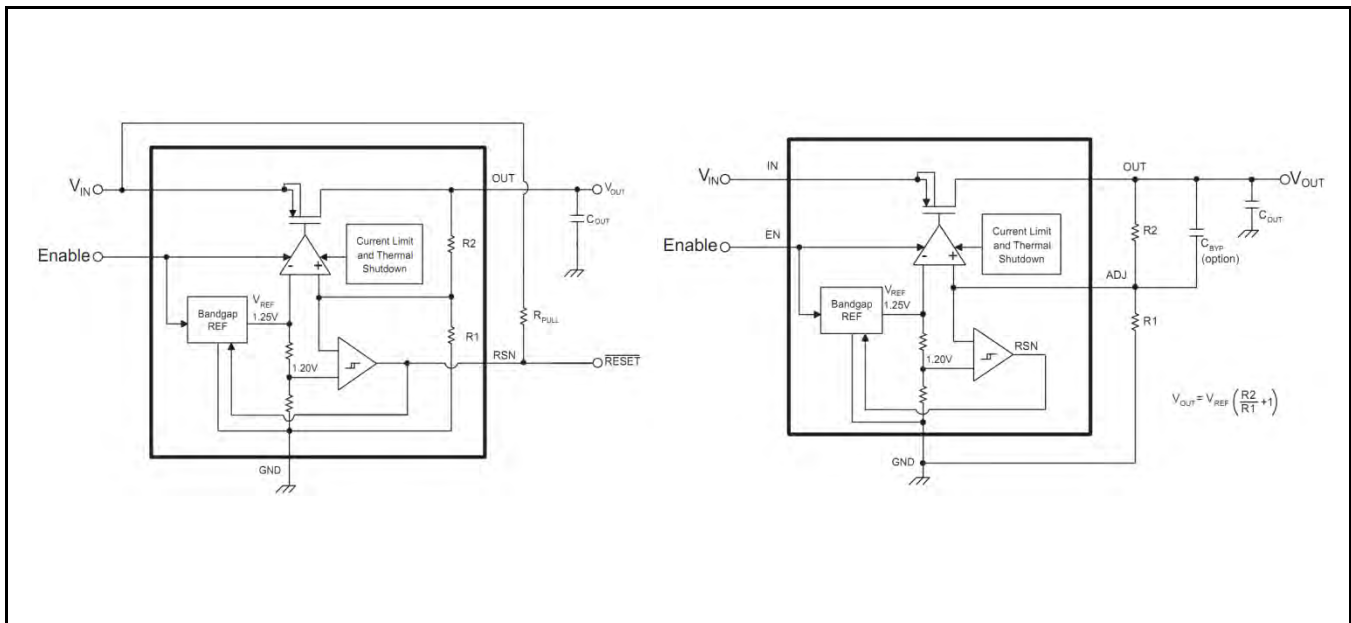 OUT
VIN
VOUT
COUT
Current Limit
and Thermal
Shutdown
R2
Enable
- +
VREF
1.25V
Bandgap
REF
RPULL
R1
RSN
RESET
1.20V
GND
IN
OUT
VIN
VOUT
COUT
Current Limit
and Thermal
Shutdown
R2
CBYP
(option)
EN
Enable
- +
ADJ
VREF
1.25V
Bandgap
REF
R1
RSN
1.20V
VOUT = VREF (R2/R1 +1)
GND